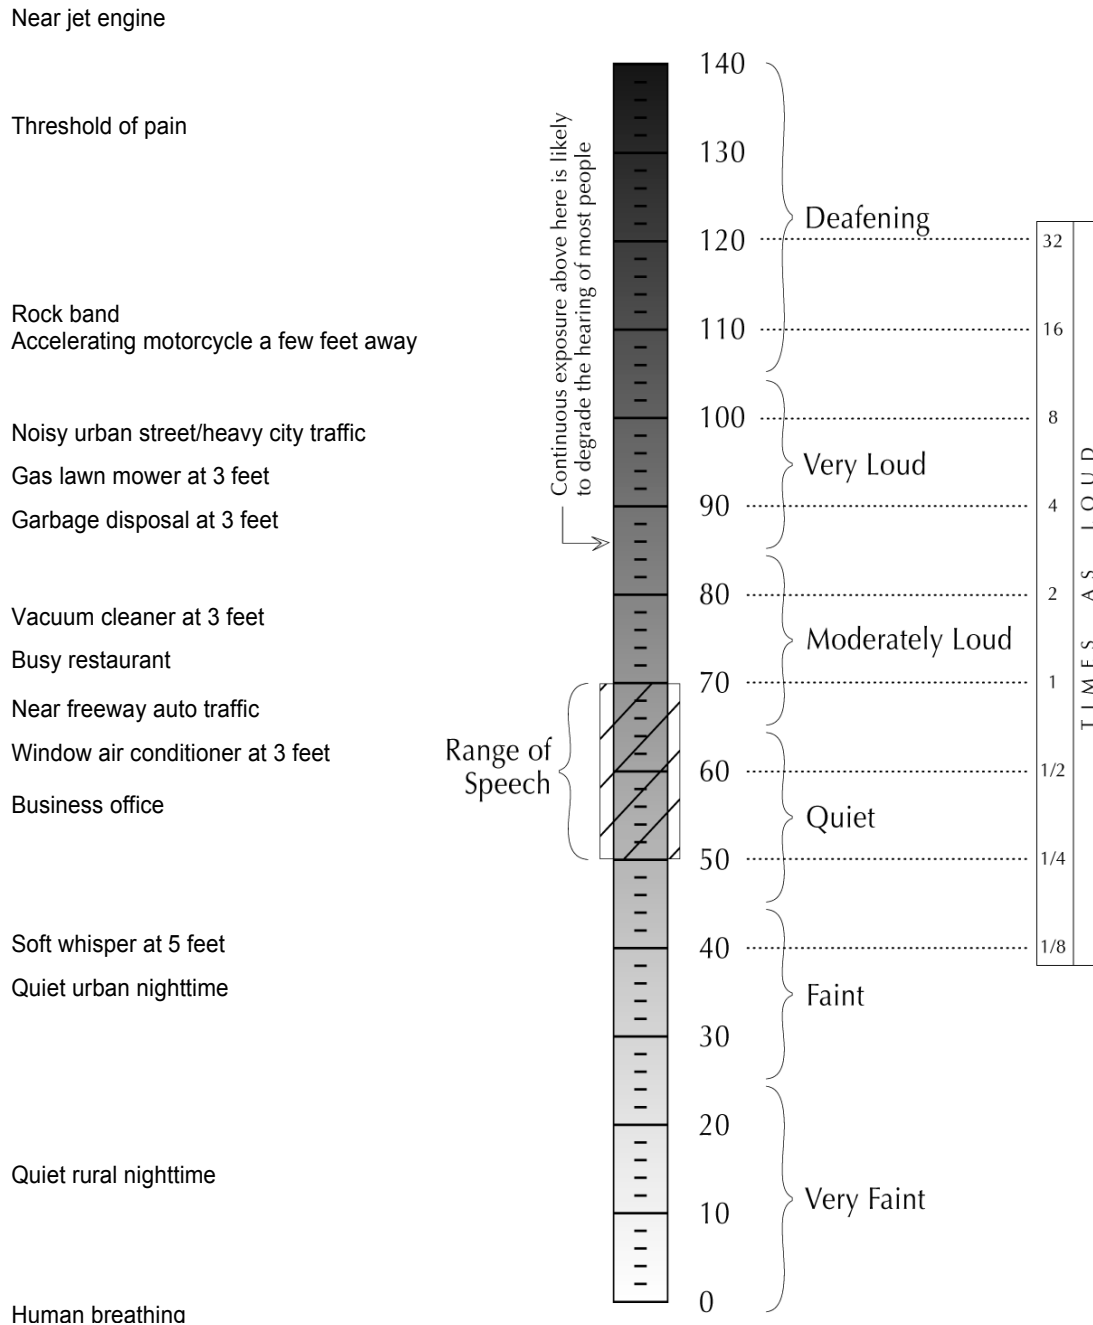 Near jet engine
140
Threshold of pain
130
Continuous exposure above here is likely
to degrade the hearing of most people
Deafening
120
32
Rock band
Accelerating motorcycle a few feet away
110
16
100
8
Noisy urban street/heavy city traffic
Very Loud
Gas lawn mower at 3 feet
90
4
Garbage disposal at 3 feet
80
2
Vacuum cleaner at 3 feet
Moderately Loud
Busy restaurant
70
1
TIMES AS LOUD
Near freeway auto traffic
Window air conditioner at 3 feet
Range of
Speech
60
1/2
Business office
Quiet
50
1/4
Soft whisper at 5 feet
40
1/8
Quiet urban nighttime
Faint
30
20
Quiet rural nighttime
Very Faint
10
0
Human breathing